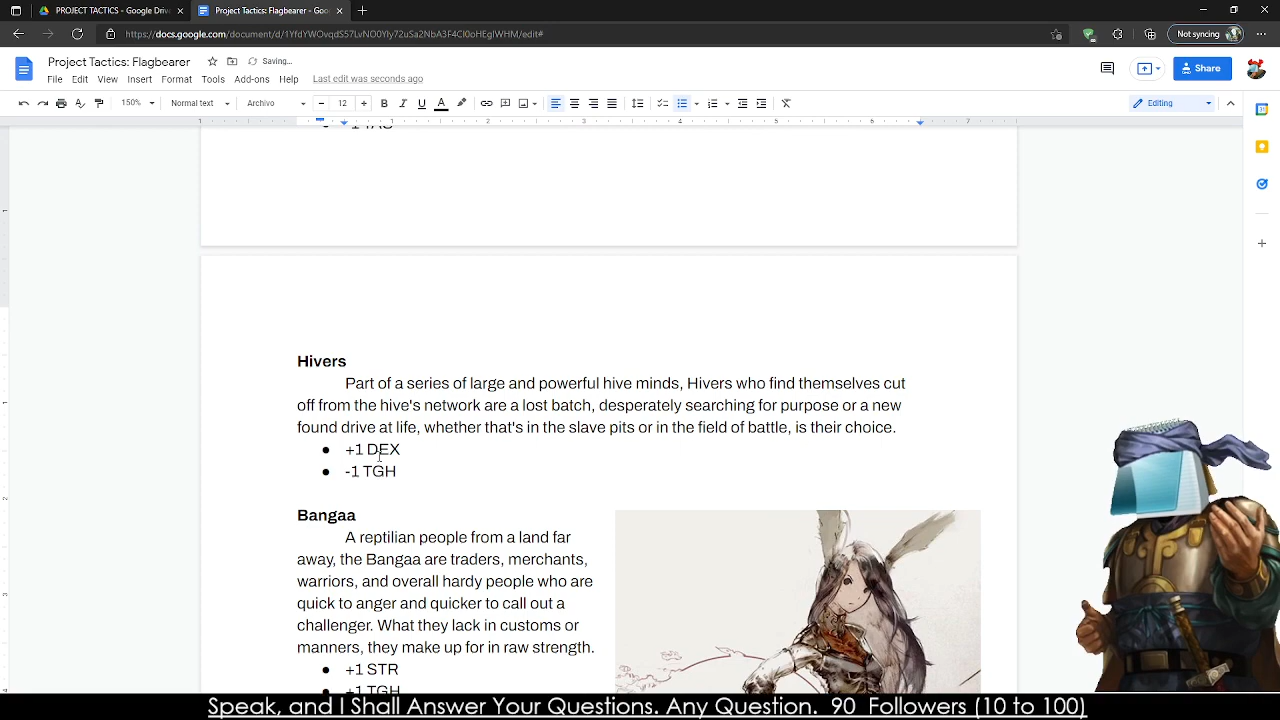 PROJECT TACTICS - Google Driv
Project Tactics: Flagbearer - Goo
https://docs.google.com/document/d/1YfdYWOvqdS57LvNO0Yly72uSa2NbA3F4Cl0oHEglWHM/edit#
Not syncing
Project Tactics: Flagbearer
Saving...
File Edit View Insert Format Tools Add-ons Help Last edit was seconds ago
Share
150% Normal text Archivo 12 Editing
Hivers
Part of a series of large and powerful hive minds, Hivers who find themselves cut
off from the hive's network are a lost batch, desperately searching for purpose or a new
found drive at life, whether that's in the slave pits or in the field of battle, is their choice.
+1 DEX
-1 TGH
Bangaa
A reptilian people from a land far
away, the Bangaa are traders, merchants,
warriors, and overall hardy people who are
quick to anger and quicker to call out a
challenger. What they lack in customs or
manners, they make up for in raw strength.
+1 STR
+1 TGH
Speak, and I Shall Answer Your Questions. Any Question. 90 Followers (10 to 100)